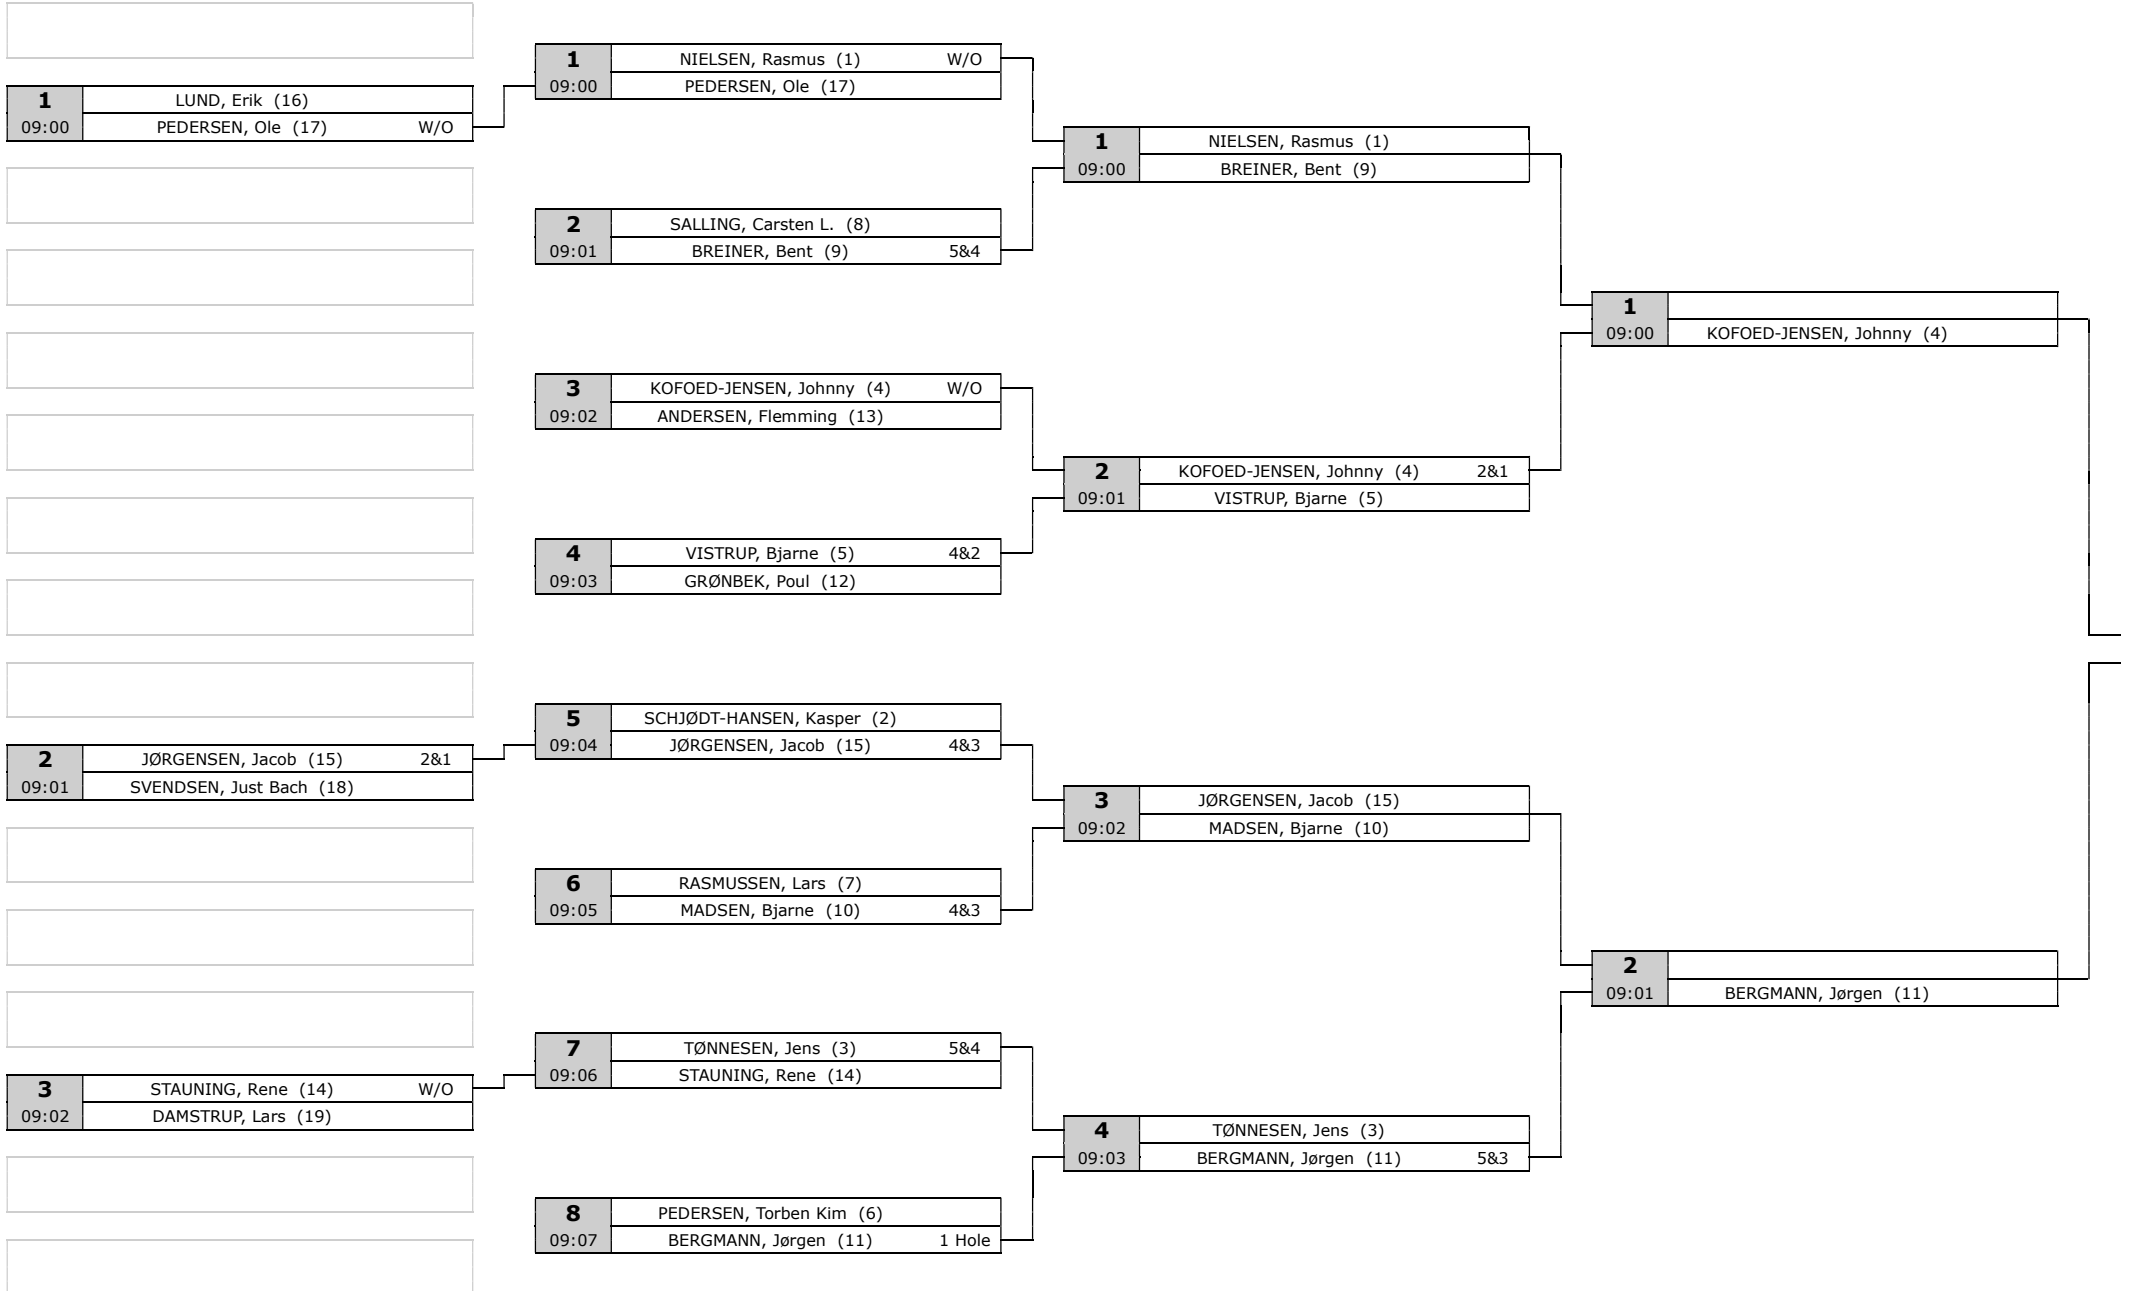 1 LUND, Erik (16)
09:00 PEDERSEN, Ole (17) W/O
2 JØRGENSEN, Jacob (15) 2&1
09:01 SVENDSEN, Just Bach (18)
3 STAUNING, Rene (14) W/O
09:02 DAMSTRUP, Lars (19)
1 NIELSEN, Rasmus (1) W/O
09:00 PEDERSEN, Ole (17)
2 SALLING, Carsten L. (8)
09:01 BREINER, Bent (9) 5&4
3 KOFOED-JENSEN, Johnny (4) W/O
09:02 ANDERSEN, Flemming (13)
4 VISTRUP, Bjarne (5) 4&2
09:03 GRØNBEK, Poul (12)
5 SCHJØDT-HANSEN, Kasper (2)
09:04 JØRGENSEN, Jacob (15) 4&3
6 RASMUSSEN, Lars (7)
09:05 MADSEN, Bjarne (10) 4&3
7 TØNNESEN, Jens (3) 5&4
09:06 STAUNING, Rene (14)
8 PEDERSEN, Torben Kim (6)
09:07 BERGMANN, Jørgen (11) 1 Hole
1 NIELSEN, Rasmus (1)
09:00 BREINER, Bent (9)
2 KOFOED-JENSEN, Johnny (4) 2&1
09:01 VISTRUP, Bjarne (5)
3 JØRGENSEN, Jacob (15)
09:02 MADSEN, Bjarne (10)
4 TØNNESEN, Jens (3)
09:03 BERGMANN, Jørgen (11) 5&3
1
09:00 KOFOED-JENSEN, Johnny (4)
2
09:01 BERGMANN, Jørgen (11)